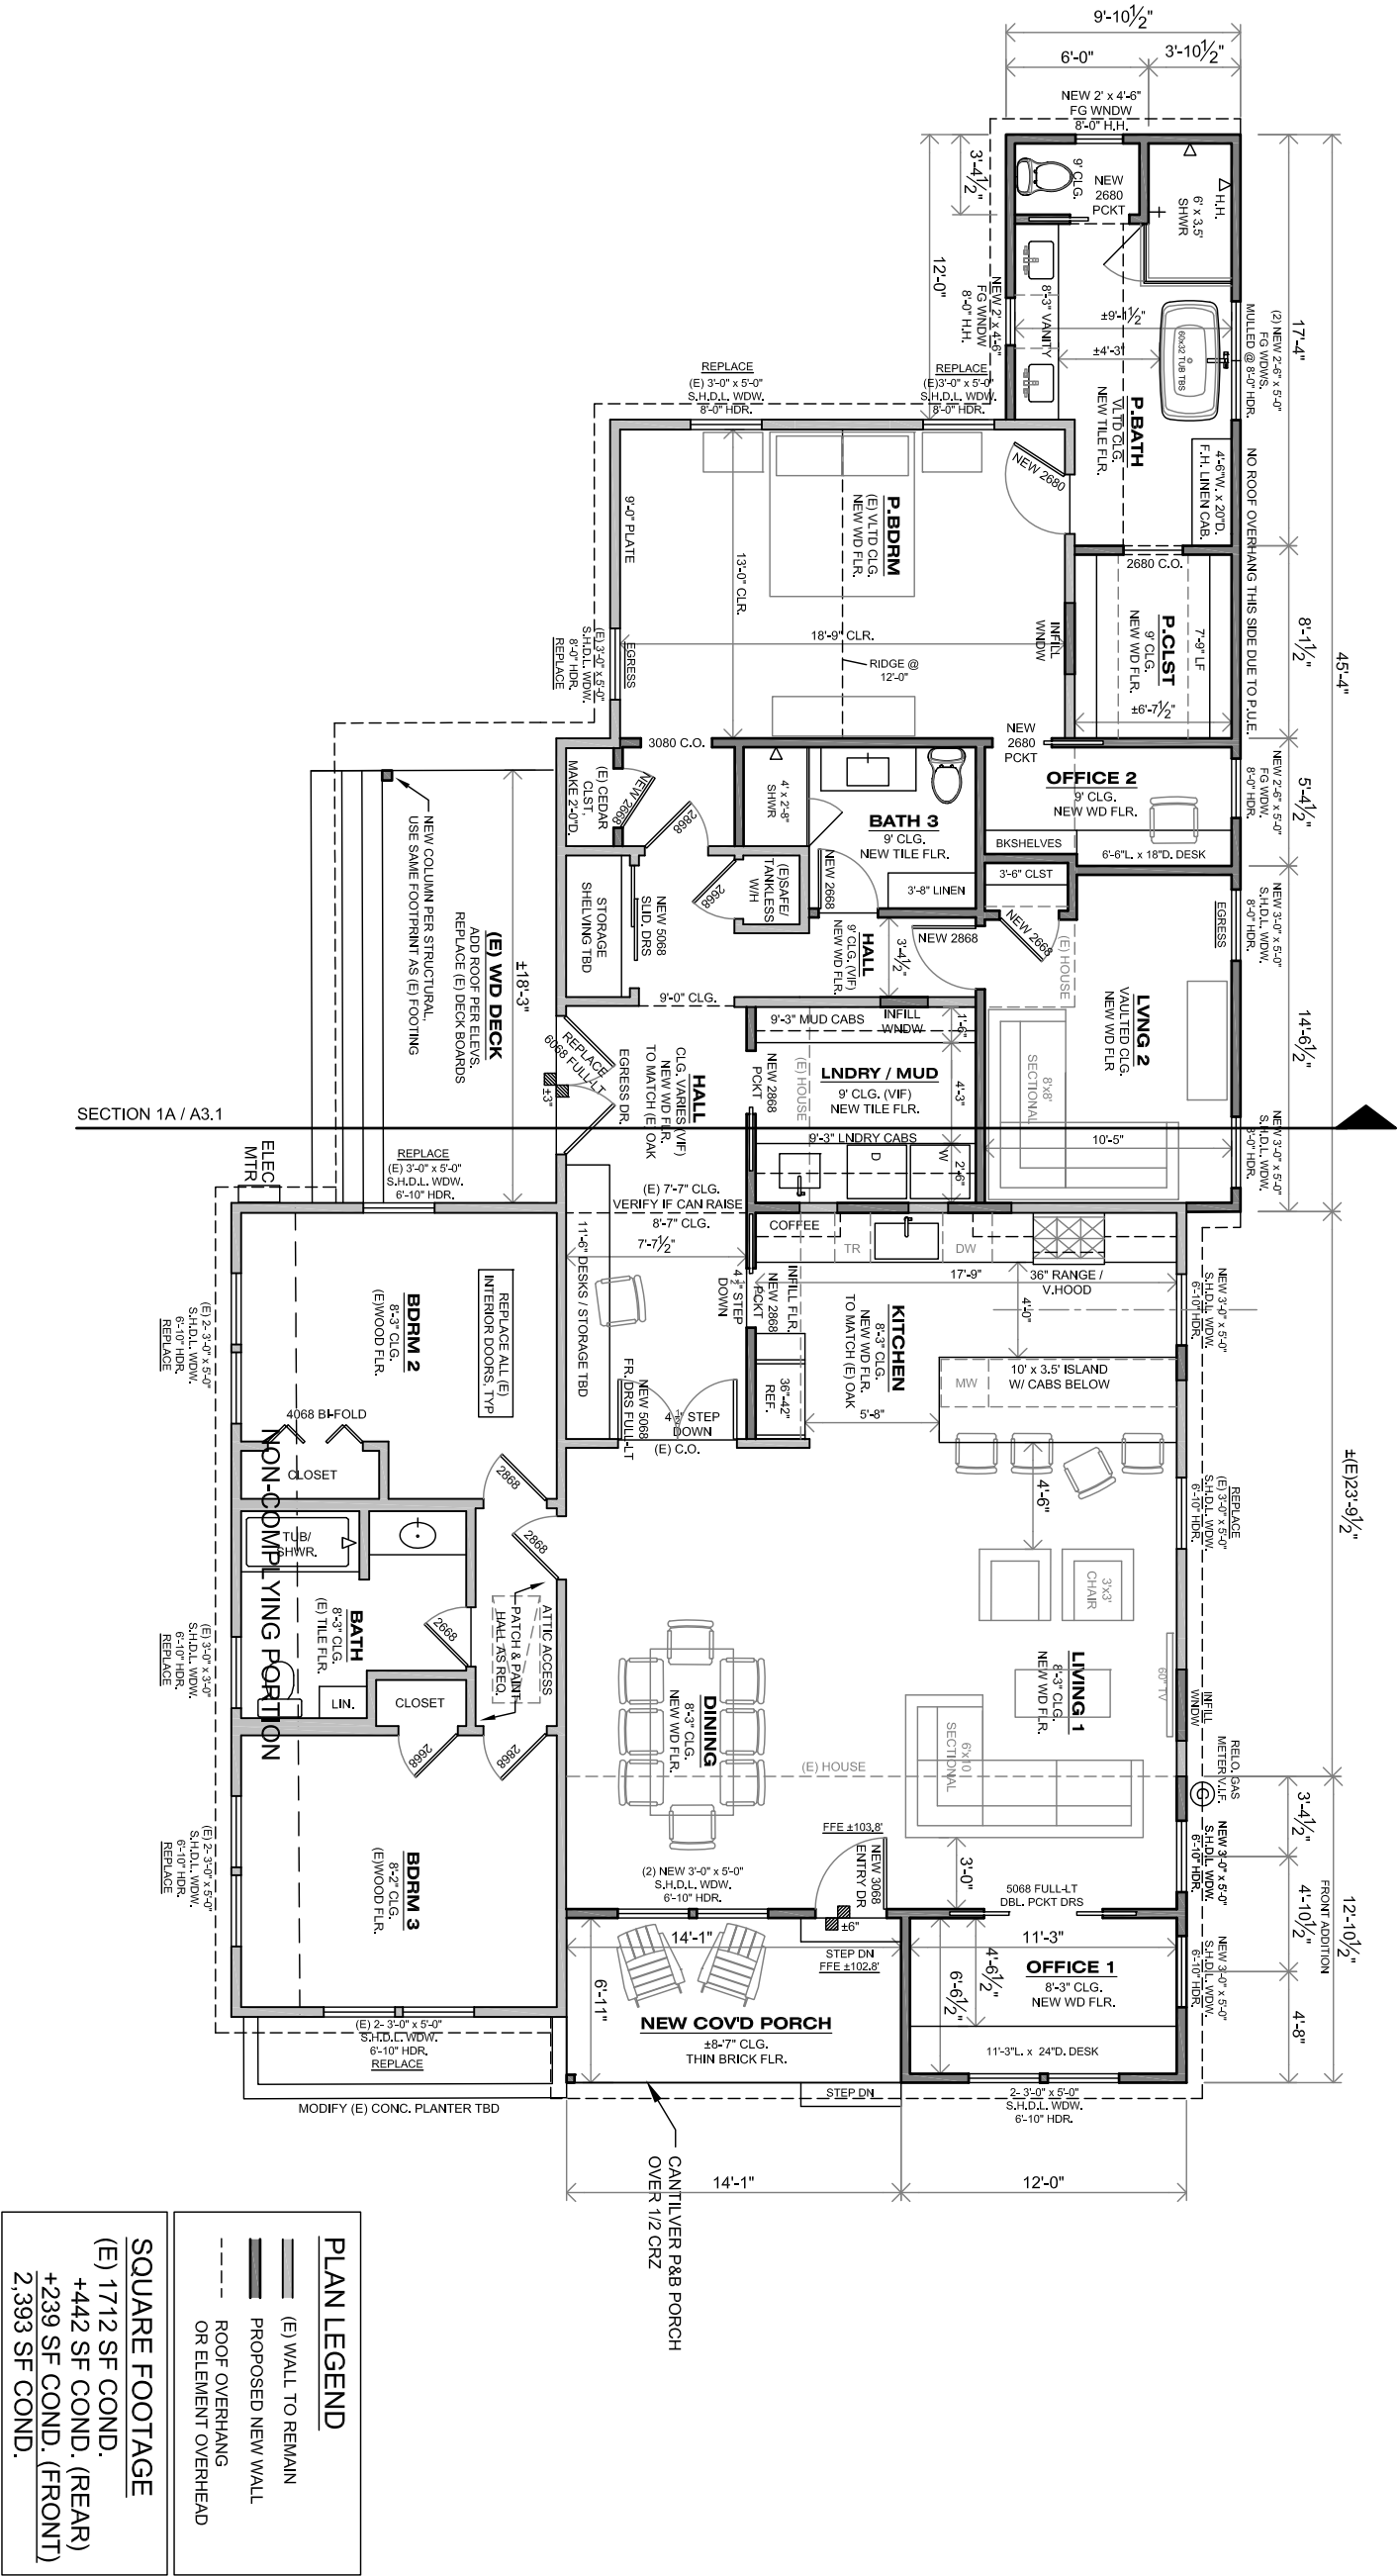 9'-10½"
6'-0"
3'-10½"
NEW 2' x 4'-6"
FG WNDW
8'-0" H.H.
3'-4½"
9' CLG.
NEW
2680
PCKT
H.H.
6' x 3.5'
SHWR
12'-0"
NEW 2' x 4'-6"
FG WNDW
8'-0" H.H.
8'-3" VANITY
±9'-1½"
±4'-3"
60x32 TUB TBS
P.BATH
VLTD CLG.
NEW TILE FLR.
4'-6"W. x 20"D.
F.H. LINEN CAB.
17'-4"
(2) NEW 2'-6" x 5'-0"
FG WDWS.
MULLED @ 8'-0" HDR.
NO ROOF OVERHANG THIS SIDE DUE TO P.U.E.
45'-4"
REPLACE
(E) 3'-0" x 5'-0"
S.H.D.L. WDW.
8'-0" HDR.
REPLACE
(E)3'-0" x 5'-0"
S.H.D.L. WDW.
8'-0" HDR.
NEW 2680
9'-0" PLATE
13'-0" CLR.
P.BDRM
(E) VLTD CLG.
NEW WD FLR.
18'-9" CLR.
RIDGE @
12'-0"
INFILL
WNDW
2680 C.O.
P.CLST
9' CLG.
NEW WD FLR.
7'-9" LF
±6'-7½"
8'-1½"
EGRESS
(E) 3'-0" x 5'-0"
S.H.D.L. WDW.
8'-0" HDR.
REPLACE
3080 C.O.
NEW
2680
PCKT
(E) CEDAR
CLST,
MAKE 2'-0"D.
NEW 2668
2868
4' x 2'-8"
SHWR
BATH 3
9' CLG.
NEW TILE FLR.
3'-8" LINEN
NEW 2668
OFFICE 2
9' CLG.
NEW WD FLR.
BKSHELVES
6'-6"L. x 18"D. DESK
5'-4½"
NEW 2'-6" x 5'-0"
FG WDW.
8'-0" HDR.
(E)SAFE/
TANKLESS
W/H
2668
STORAGE
SHELVING TBD
NEW 5068
SLID. DRS
3'-6" CLST
NEW 2668
HALL
9' CLG. (VIF)
NEW WD FLR.
3'-4½"
NEW 2868
(E) HOUSE
LVNG 2
VAULTED CLG.
NEW WD FLR
8'x8'
SECTIONAL
10'-5"
EGRESS
NEW 3'-0" x 5'-0"
S.H.D.L. WDW.
8'-0" HDR.
14'-6½"
NEW 3'-0" x 5'-0"
S.H.D.L. WDW.
8'-0" HDR.
NEW COLUMN PER STRUCTURAL,
USE SAME FOOTPRINT AS (E) FOOTING
(E) WD DECK
ADD ROOF PER ELEVS.
REPLACE (E) DECK BOARDS
±18'-3"
9'-0" CLG.
REPLACE
6068 FULL-LT
EGRESS DR.
±3"
HALL
CLG. VARIES (VIF)
NEW WD FLR.
TO MATCH (E) OAK
9'-3" MUD CABS
INFILL
WNDW
1'-6"
NEW 2868
PCKT
(E) HOUSE
LNDRY / MUD
9' CLG. (VIF)
NEW TILE FLR.
4'-3"
9'-3" LNDRY CABS
D
W
2'-6"
SECTION 1A / A3.1
ELEC
MTR
REPLACE
(E) 3'-0" x 5'-0"
S.H.D.L. WDW.
6'-10" HDR.
(E) 7'-7" CLG.
VERIFY IF CAN RAISE
8'-7" CLG.
7'-7½"
11'-6" DESKS / STORAGE TBD
4½" STEP
DOWN
COFFEE
TR
DW
17'-9"
36" RANGE /
V.HOOD
4'-0"
INFILL FLR.
NEW 2868
PCKT
KITCHEN
8'-3" CLG.
NEW WD FLR.
TO MATCH (E) OAK
36"-42"
REF.
MW
10' x 3.5' ISLAND
W/ CABS BELOW
5'-8"
NEW 3'-0" x 5'-0"
S.H.D.L. WDW.
6'-10" HDR.
REPLACE ALL (E)
INTERIOR DOORS, TYP
BDRM 2
8'-3" CLG.
(E)WOOD FLR.
(E) 2- 3'-0" x 5'-0"
S.H.D.L. WDW.
6'-10" HDR.
REPLACE
4068 BI-FOLD
CLOSET
NON-COMPLYING PORTION
NEW 5068
FR. DRS FULL-LT
4½" STEP
DOWN
(E) C.O.
4'-6"
3'x3'
CHAIR
REPLACE
(E) 3'-0" x 5'-0"
S.H.D.L. WDW.
6'-10" HDR.
±(E)23'-9½"
2868
2868
TUB/
SHWR.
BATH
8'-3" CLG.
(E) TILE FLR.
2668
LIN.
CLOSET
(E) 3'-0" x 3'-0"
S.H.D.L. WDW.
6'-10" HDR.
REPLACE
ATTIC ACCESS
PATCH & PAINT
HALL AS REQ.
2668
2868
DINING
8'-3" CLG.
NEW WD FLR.
LIVING 1
8'-3" CLG.
NEW WD FLR.
60" TV
6'x10
SECTIONAL
(E) HOUSE
INFILL
WNDW
RELO. GAS
METER V.I.F.
G
3'-4½"
BDRM 3
8'-2" CLG.
(E)WOOD FLR.
(E) 2- 3'-0" x 5'-0"
S.H.D.L. WDW.
6'-10" HDR.
REPLACE
FFE ±103.8'
NEW 3068
ENTRY DR
3'-0"
(2) NEW 3'-0" x 5'-0"
S.H.D.L. WDW.
6'-10" HDR.
5068 FULL-LT
DBL. PCKT DRS
NEW 3'-0" x 5'-0"
S.H.D.L. WDW.
6'-10" HDR.
4'-10½"
FRONT ADDITION
12'-10½"
±6"
14'-1"
STEP DN
FFE ±102.8'
6'-11"
NEW COV'D PORCH
±8-'7" CLG.
THIN BRICK FLR.
11'-3"
4'-6½"
6'-6½"
OFFICE 1
8'-3" CLG.
NEW WD FLR.
11'-3"L. x 24"D. DESK
NEW 3'-0" x 5'-0"
S.H.D.L. WDW.
6'-10" HDR.
4'-8"
(E) 2- 3'-0" x 5'-0"
S.H.D.L. WDW.
6'-10" HDR.
REPLACE
MODIFY (E) CONC. PLANTER TBD
STEP DN
2- 3'-0" x 5'-0"
S.H.D.L. WDW.
6'-10" HDR.
CANTILVER P&B PORCH
OVER 1/2 CRZ
14'-1"
12'-0"
PLAN LEGEND
(E) WALL TO REMAIN
PROPOSED NEW WALL
ROOF OVERHANG
OR ELEMENT OVERHEAD
SQUARE FOOTAGE
(E) 1712 SF COND.
+442 SF COND. (REAR)
+239 SF COND. (FRONT)
2,393 SF COND.